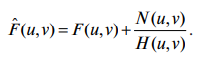 F̂(u,v) = F(u,v) + N(u,v) / H(u,v).